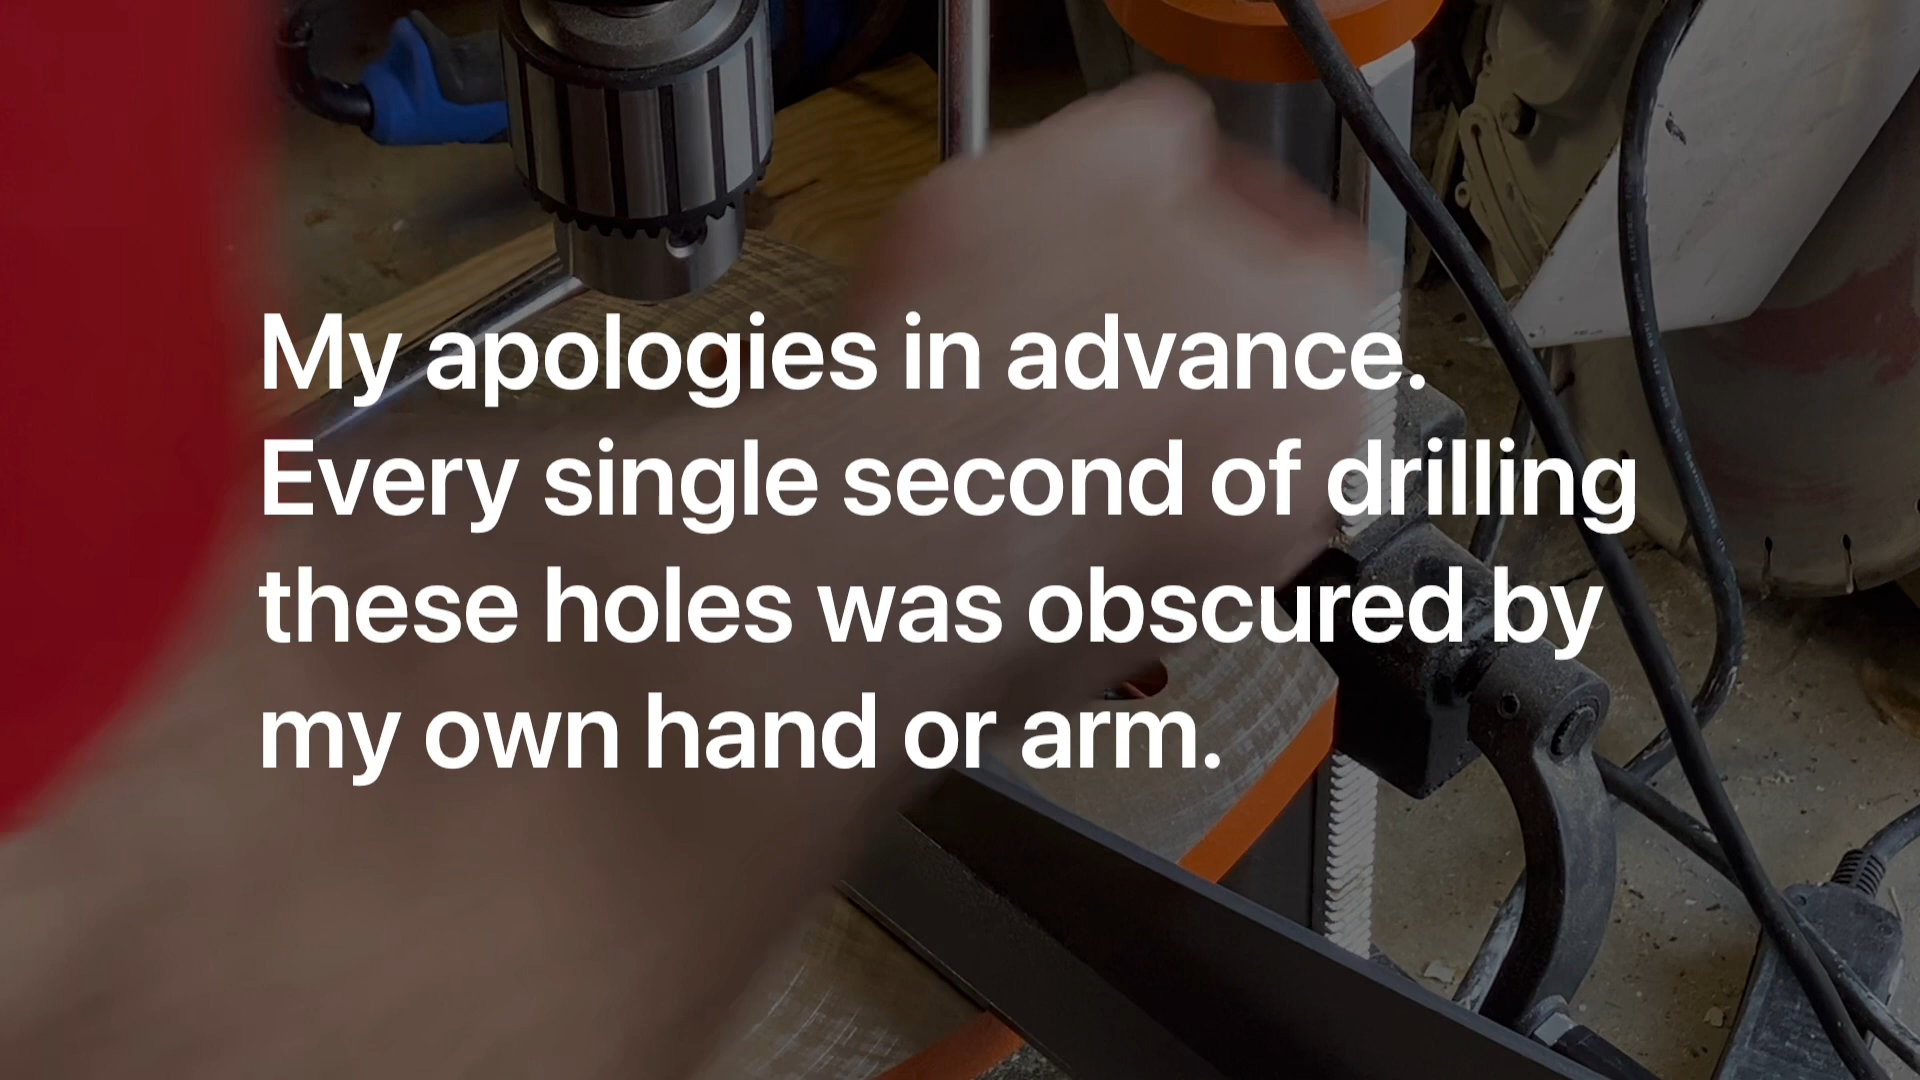 My apologies in advance.
Every single second of drilling
these holes was obscured by
my own hand or arm.